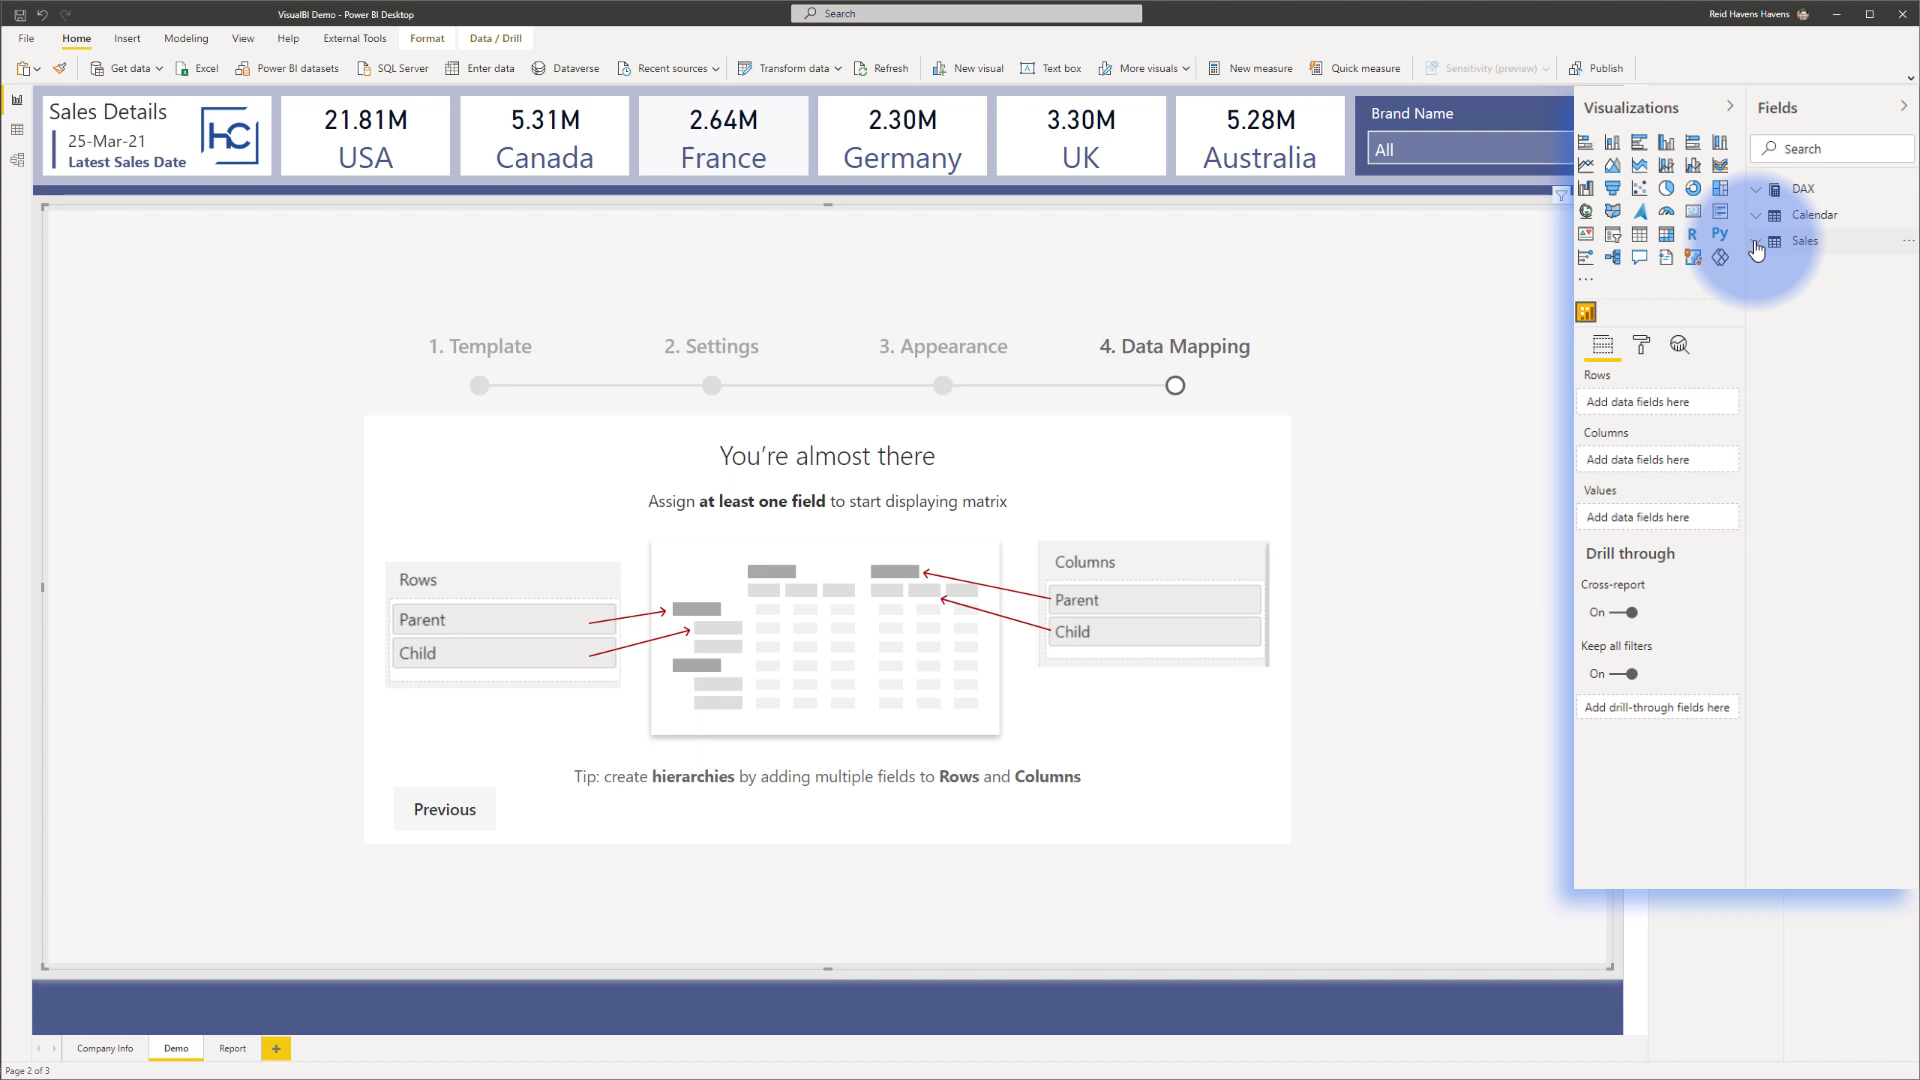 VisualBI Demo - Power BI Desktop
Search
Reid Havens Havens
File
Home
Insert
Modeling
View
Help
External Tools
Format
Data / Drill
Get data
Excel
Power BI datasets
SQL Server
Enter data
Dataverse
Recent sources
Transform data
Refresh
New visual
Text box
More visuals
New measure
Quick measure
Sensitivity (preview)
Publish
Sales Details
25-Mar-21
Latest Sales Date
HC
21.81M
USA
5.31M
Canada
2.64M
France
2.30M
Germany
3.30M
UK
5.28M
Australia
Brand Name
All
1. Template
2. Settings
3. Appearance
4. Data Mapping
You're almost there
Assign at least one field to start displaying matrix
Rows
Parent
Child
Columns
Parent
Child
Tip: create hierarchies by adding multiple fields to Rows and Columns
Previous
Visualizations
R
Py
Rows
Add data fields here
Columns
Add data fields here
Values
Add data fields here
Drill through
Cross-report
On
Keep all filters
On
Add drill-through fields here
Fields
Search
DAX
Calendar
Sales
Company Info
Demo
Report
Page 2 of 3